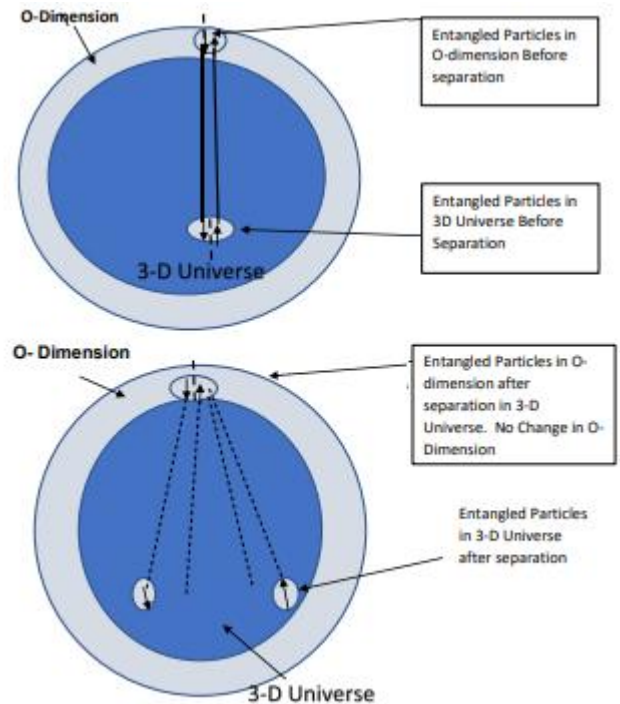 O-Dimension
Entangled Particles in
O-dimension Before
separation
Entangled Particles in
3D Universe Before
Separation
3-D Universe
O- Dimension
Entangled Particles in O-
dimension after
separation in 3-D
Universe. No Change in O-
Dimension
Entangled Particles
in 3-D Universe
after separation
3-D Universe